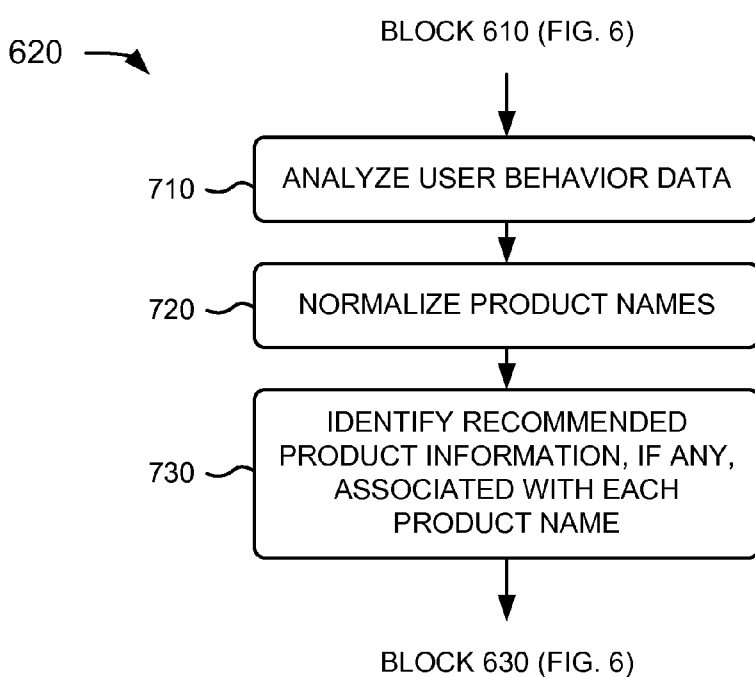 BLOCK 610 (FIG. 6)
620
710
ANALYZE USER BEHAVIOR DATA
720
NORMALIZE PRODUCT NAMES
730
IDENTIFY RECOMMENDED
PRODUCT INFORMATION, IF ANY,
ASSOCIATED WITH EACH
PRODUCT NAME
BLOCK 630 (FIG. 6)